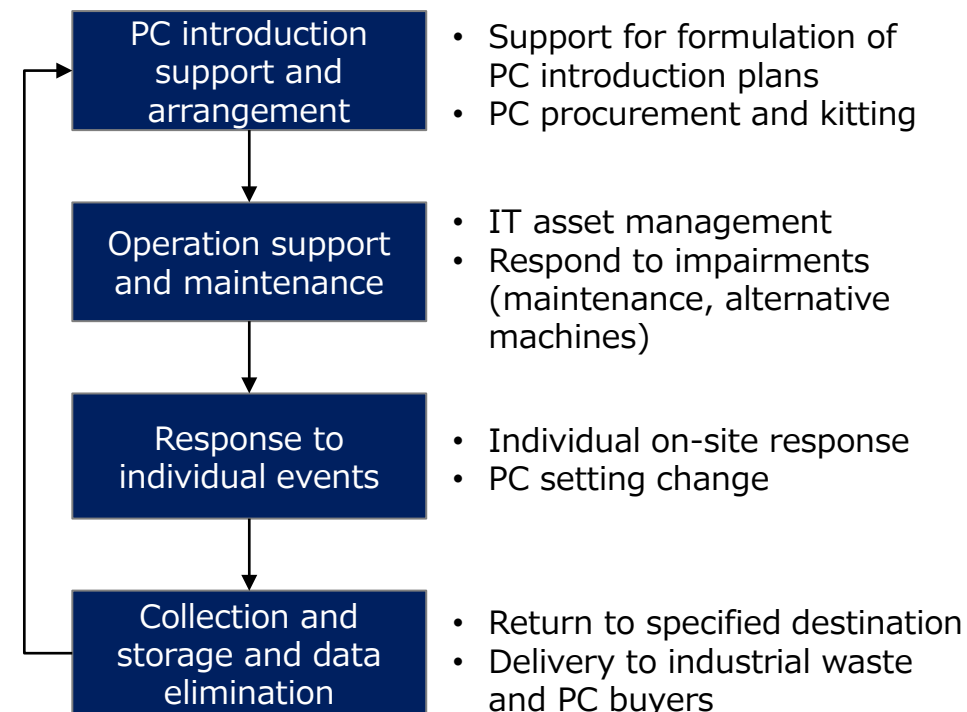 PC introduction
support and
arrangement
• Support for formulation of
PC introduction plans
• PC procurement and kitting
Operation support
and maintenance
• IT asset management
• Respond to impairments
(maintenance, alternative
machines)
Response to
individual events
• Individual on-site response
• PC setting change
Collection and
storage and data
elimination
• Return to specified destination
• Delivery to industrial waste
and PC buyers